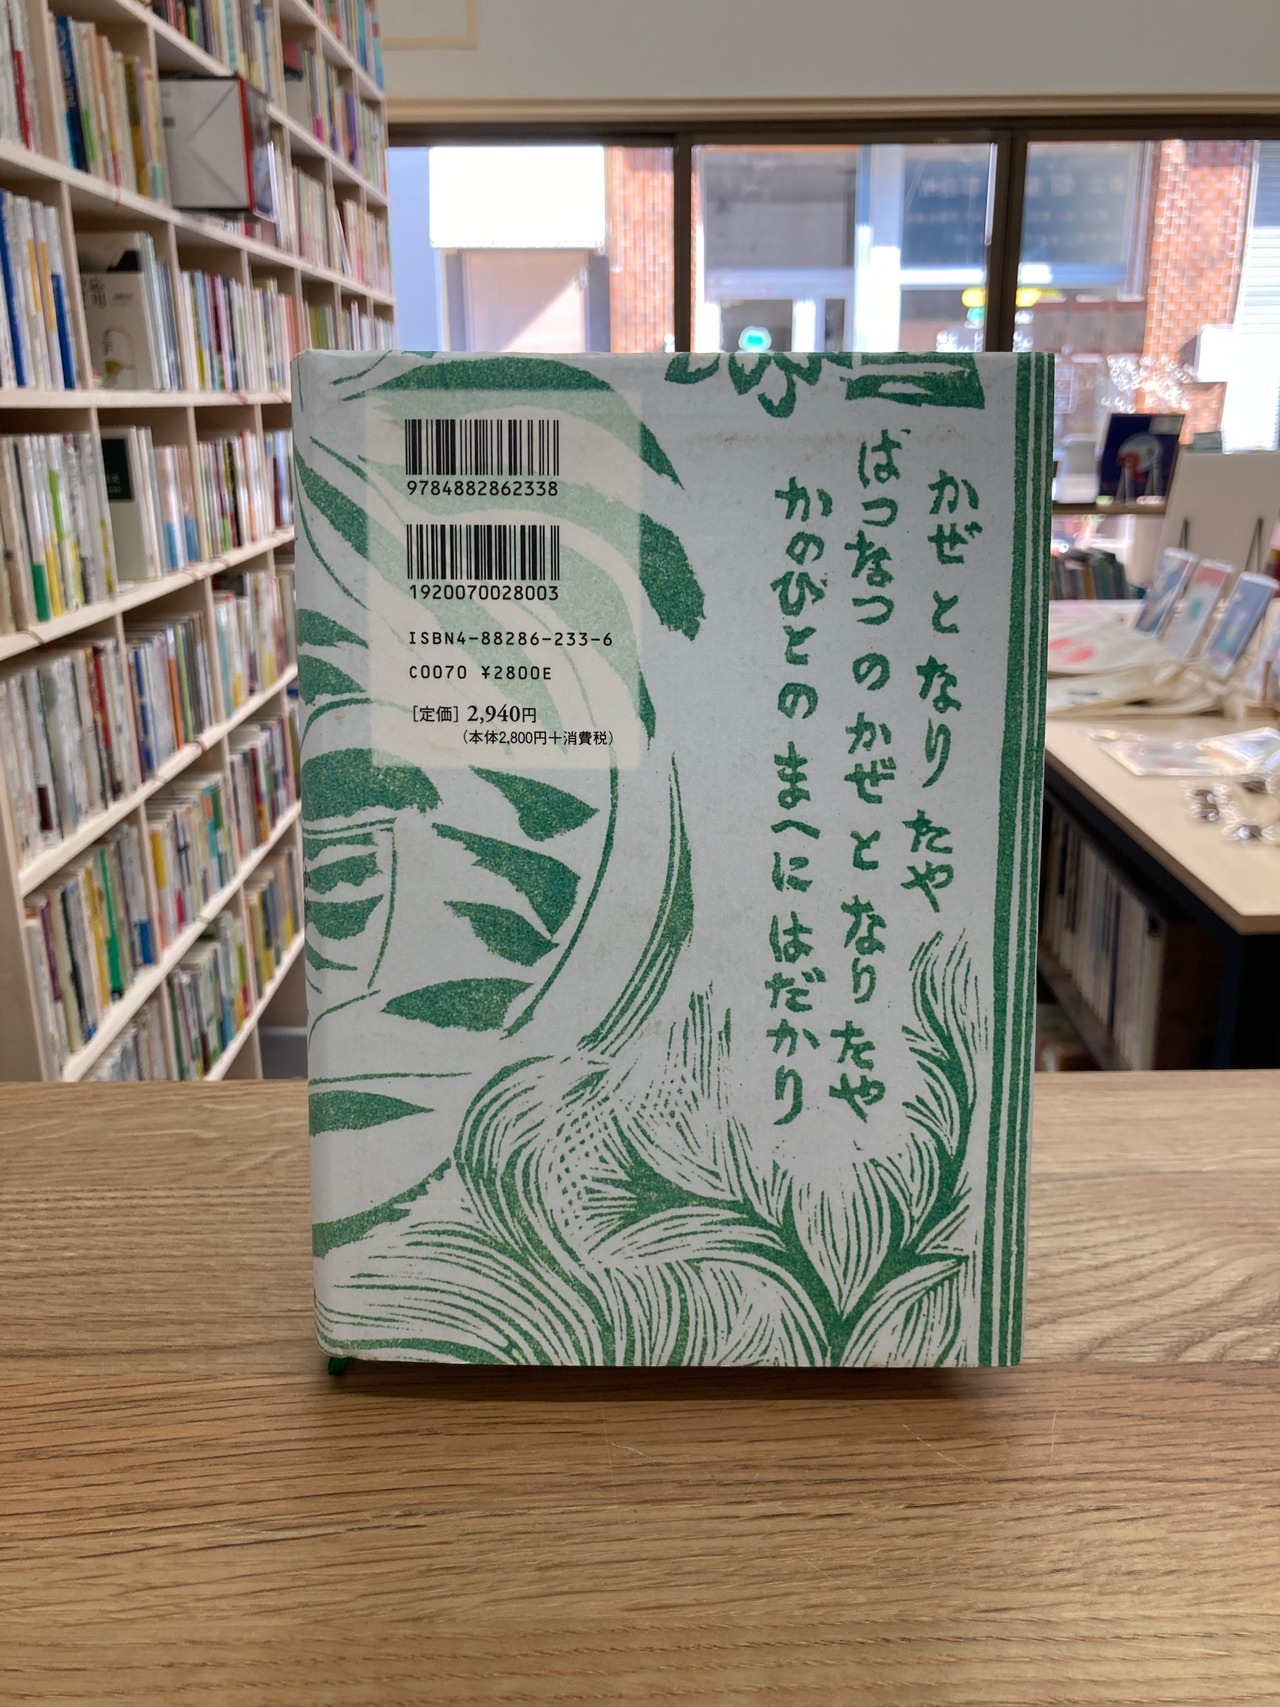 9784882862338
1920070028003
ISBN4-88286-233-6
C0070 ¥2800E
[定価] 2,940円
(本体2,800円+消費税)
かぜとなりたや
はつなつのかぜとなりたや
かのひとのまへにはだかり